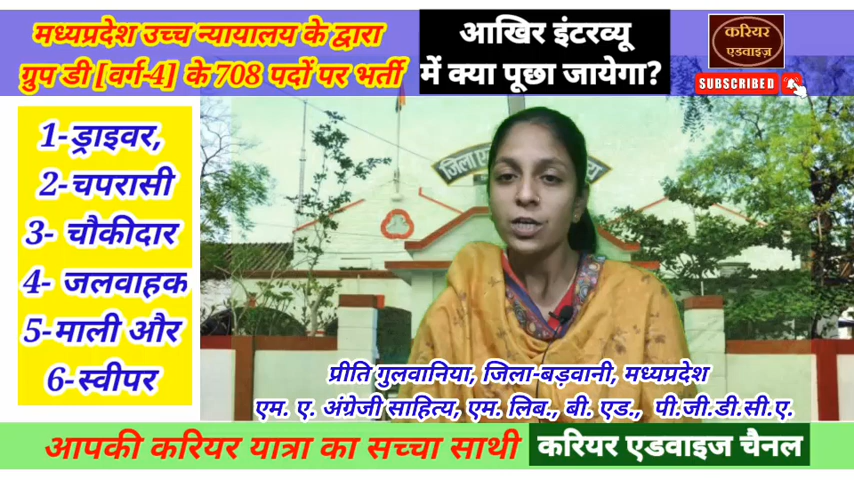 मध्यप्रदेश उच्च न्यायालय के द्वारा
ग्रुप डी [वर्ग-4] के 708 पदों पर भर्ती
आखिर इंटरव्यू
में क्या पूछा जायेगा?
करियर
एडवाइज़
SUBSCRIBED
1-ड्राइवर,
2-चपरासी
3- चौकीदार
4- जलवाहक
5-माली और
6-स्वीपर
प्रीति गुलवानिया, जिला-बड़वानी, मध्यप्रदेश
एम. ए. अंग्रेजी साहित्य, एम. लिब., बी. एड., पी.जी.डी.सी.ए.
आपकी करियर यात्रा का सच्चा साथी
करियर एडवाइज चैनल